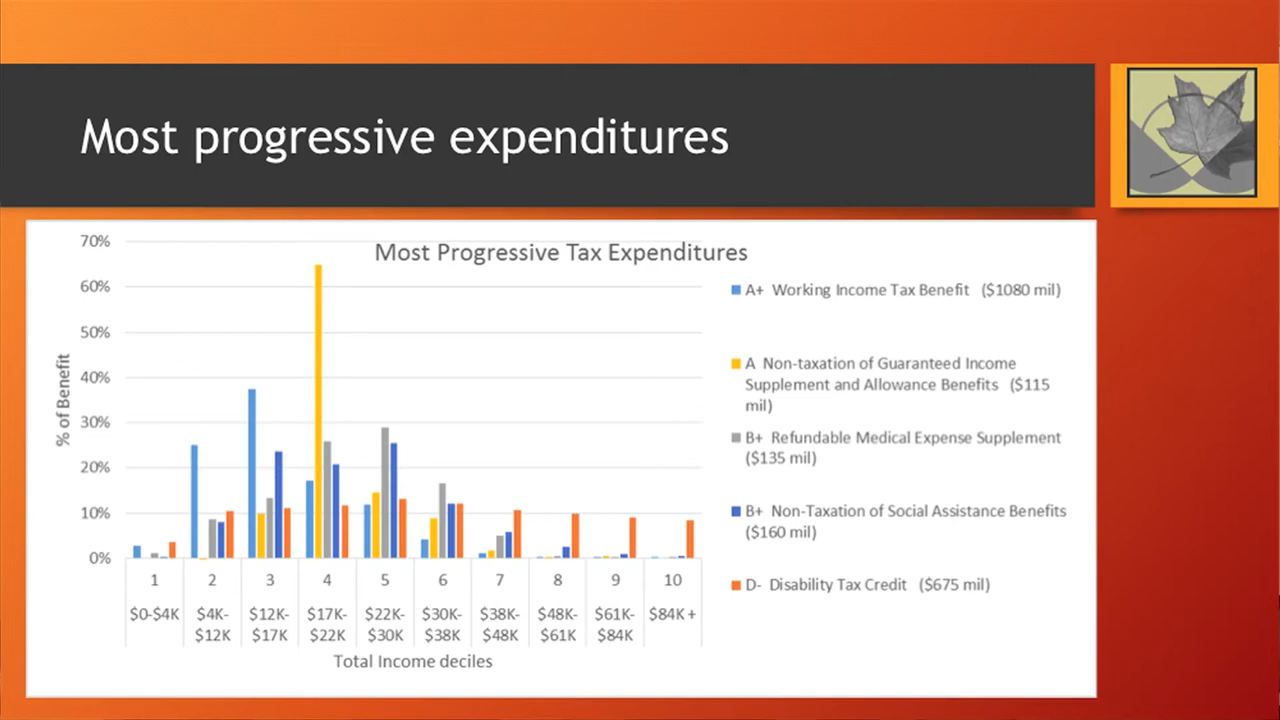 Most progressive expenditures
Most Progressive Tax Expenditures
70%
60%
50%
40%
30%
20%
10%
0%
% of Benefit
1 2 3 4 5 6 7 8 9 10
$0-$4K $4K- $12K- $17K- $22K- $30K- $38K- $48K- $61K- $84K +
$12K $17K $22K $30K $38K $48K $61K $84K
Total Income deciles
A+ Working Income Tax Benefit ($1080 mil)
A Non-taxation of Guaranteed Income
Supplement and Allowance Benefits ($115
mil)
B+ Refundable Medical Expense Supplement
($135 mil)
B+ Non-Taxation of Social Assistance Benefits
($160 mil)
D- Disability Tax Credit ($675 mil)